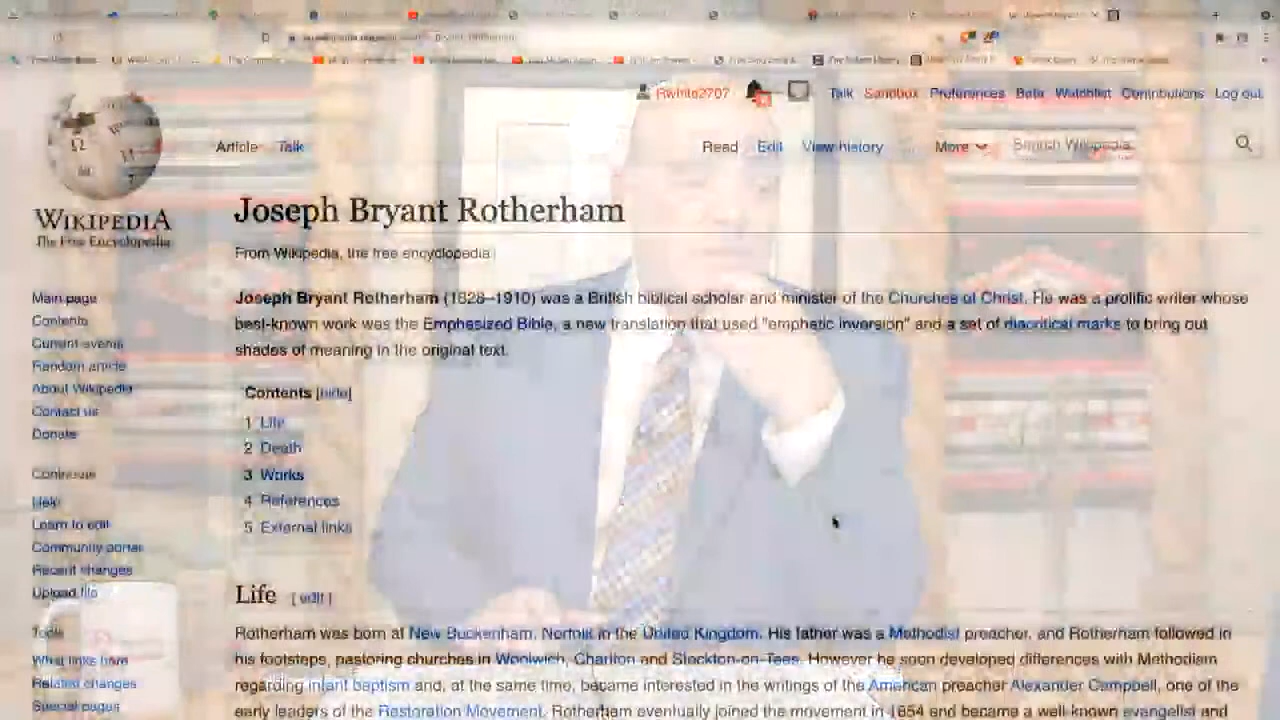 Rwhite2707 Talk Sandbox Preferences Beta Watchlist Contributions Log out
Article Talk Read Edit View history More
WIKIPEDIA
The Free Encyclopedia
Joseph Bryant Rotherham
From Wikipedia, the free encyclopedia
Joseph Bryant Rotherham (1828–1910) was a British biblical scholar and minister of the Churches of Christ. He was a prolific writer whose
best-known work was the Emphasized Bible, a new translation that used "emphatic inversion" and a set of diacritical marks to bring out
shades of meaning in the original text.
Main page
Contents
Current events
Random article
About Wikipedia
Contact us
Donate
Contribute
Help
Learn to edit
Community portal
Recent changes
Upload file
Tools
What links here
Related changes
Special pages
Contents [hide]
1 Life
2 Death
3 Works
4 References
5 External links
Life [ edit ]
Rotherham was born at New Buckenham, Norfolk in the United Kingdom. His father was a Methodist preacher, and Rotherham followed in
his footsteps, pastoring churches in Woolwich, Charlton and Stockton-on-Tees. However he soon developed differences with Methodism
regarding infant baptism and, at the same time, became interested in the writings of the American preacher Alexander Campbell, one of the
early leaders of the Restoration Movement. Rotherham eventually joined the movement in 1854 and became a well-known evangelist and